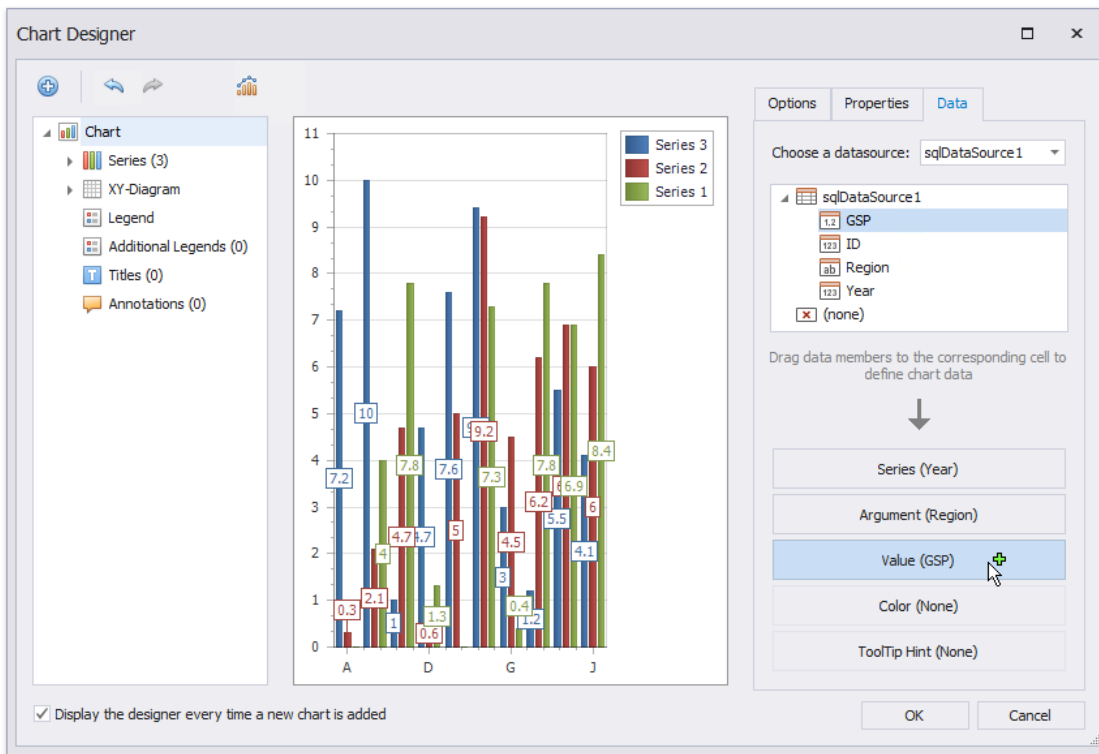 Chart Designer
Chart
Series (3)
XY-Diagram
Legend
Additional Legends (0)
Titles (0)
Annotations (0)
11
10
9
8
7
6
5
4
3
2
1
0
A
D
G
J
7.2
0.3
10
2.1
4
1
4.7
7.8
4.7
0.6
1.3
7.6
5
9.2
7.3
3
4.5
0.4
1.2
6.2
7.8
5.5
6.9
4.1
6
8.4
Series 3
Series 2
Series 1
Options Properties Data
Choose a datasource: sqlDataSource1
sqlDataSource1
1,2 GSP
123 ID
ab Region
123 Year
(none)
Drag data members to the corresponding cell to
define chart data
Series (Year)
Argument (Region)
Value (GSP)
Color (None)
ToolTip Hint (None)
Display the designer every time a new chart is added
OK Cancel